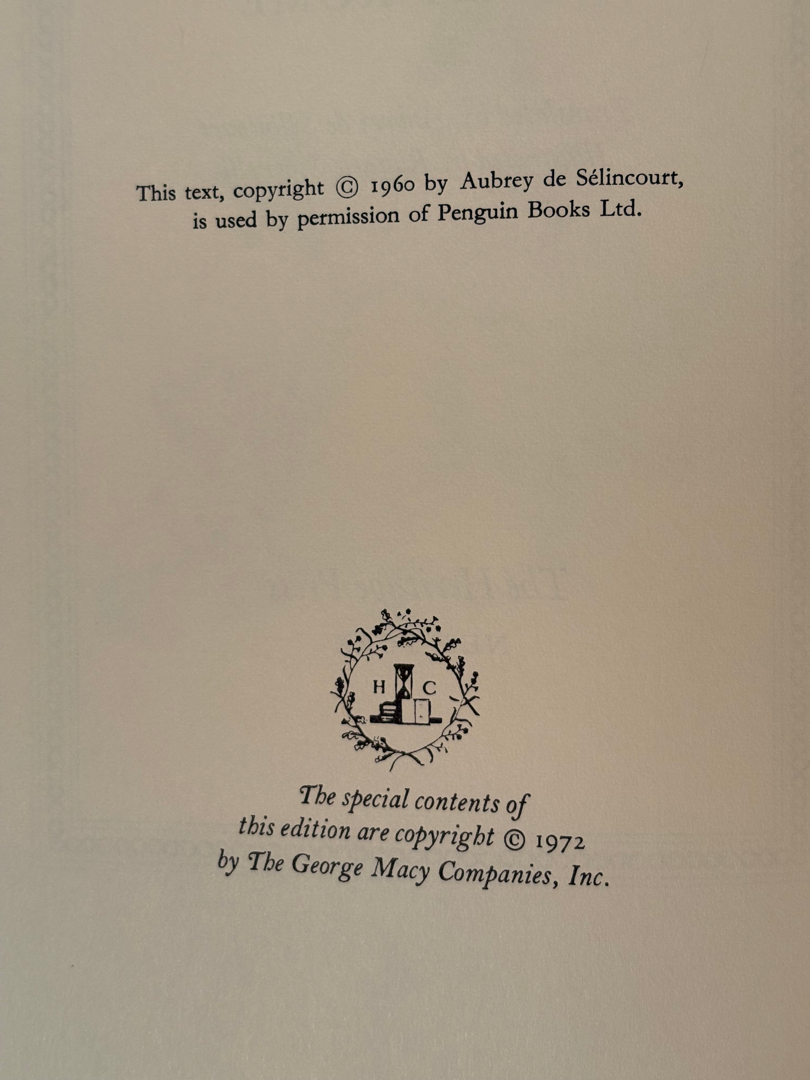 This text, copyright © 1960 by Aubrey de Sélincourt,
is used by permission of Penguin Books Ltd.
H C
The special contents of
this edition are copyright © 1972
by The George Macy Companies, Inc.